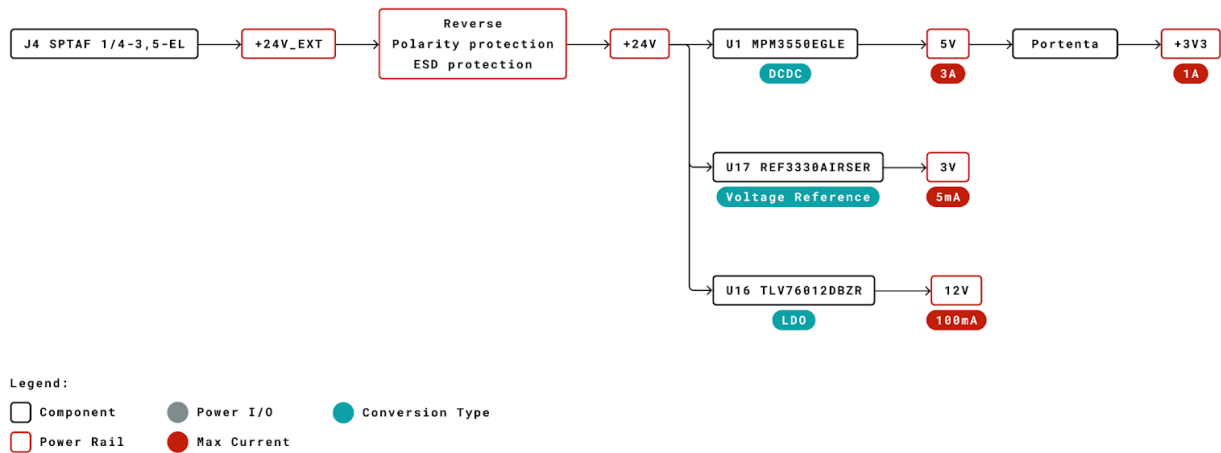 J4 SPTAF 1/4-3,5-EL
+24V_EXT
Reverse
Polarity protection
ESD protection
+24V
U1 MPM3550EGLE
DCDC
5V
3A
Portenta
+3V3
1A
U17 REF3330AIRSER
Voltage Reference
3V
5mA
U16 TLV76012DBZR
LDO
12V
100mA
Legend:
Component
Power I/O
Conversion Type
Power Rail
Max Current